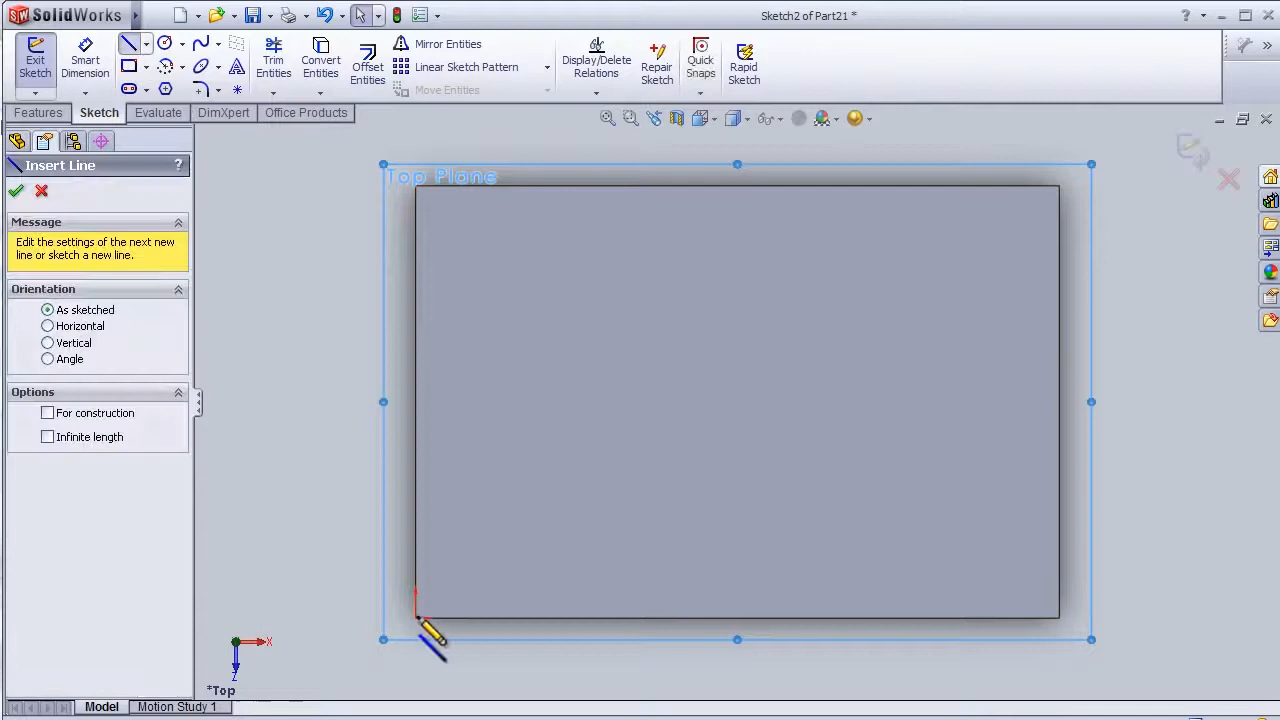 SolidWorks
Sketch2 of Part21 *
Exit Sketch
Smart Dimension
Trim Entities
Convert Entities
Offset Entities
Mirror Entities
Linear Sketch Pattern
Move Entities
Display/Delete Relations
Repair Sketch
Quick Snaps
Rapid Sketch
Features
Sketch
Evaluate
DimXpert
Office Products
Insert Line
?
Message
Edit the settings of the next new
line or sketch a new line.
Orientation
As sketched
Horizontal
Vertical
Angle
Options
For construction
Infinite length
Top Plane
X
Z
*Top
Model
Motion Study 1